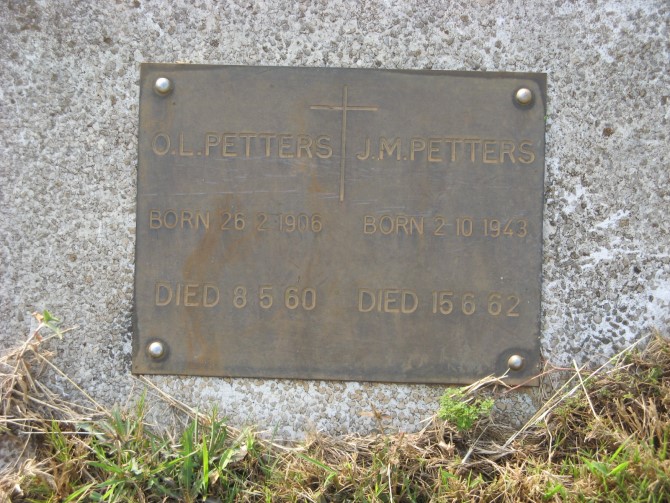 O.L. PETTERS
BORN 26 2 1906
DIED 8 5 60
J.M. PETTERS
BORN 2-10 1943
DIED 15 6 62